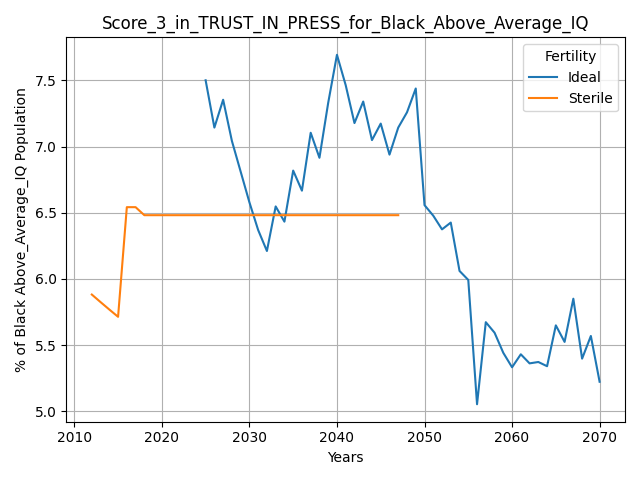 Score_3_in_TRUST_IN_PRESS_for_Black_Above_Average_IQ
% of Black Above_Average_IQ Population
7.5
7.0
6.5
6.0
5.5
5.0
Fertility
Ideal
Sterile
2010 2020 2030 2040 2050 2060 2070
Years